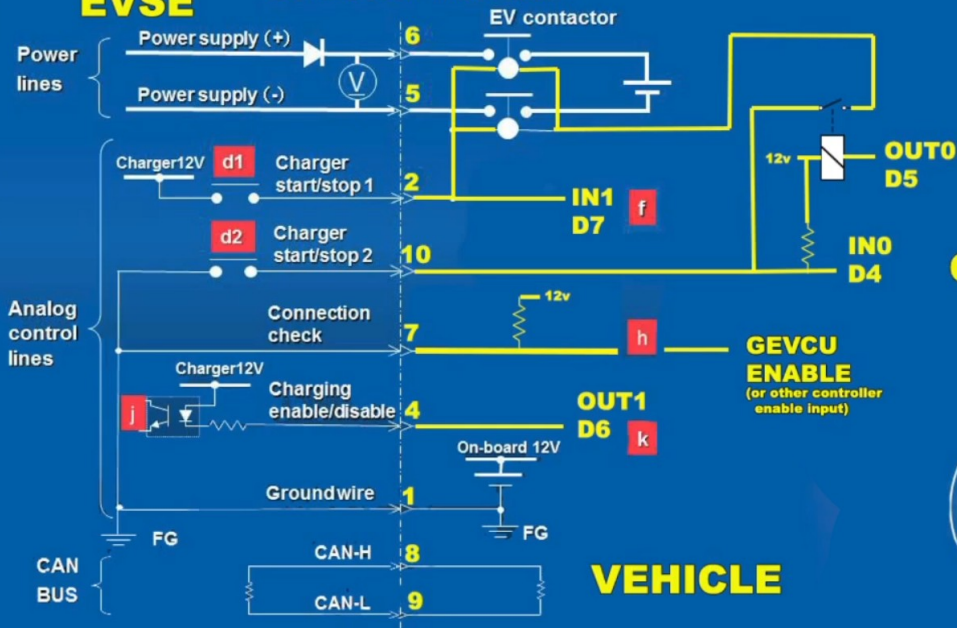 EVSE
EV contactor
Power supply (+)
6
Power
lines
V
Power supply (-)
5
Charger12V
d1
Charger
start/stop 1
2
12v
OUT0
D5
IN1
D7
f
d2
Charger
start/stop 2
10
IN0
D4
Analog
control
lines
Connection
check
7
12v
h
GEVCU
ENABLE
(or other controller
enable input)
Charger12V
j
Charging
enable/disable
4
OUT1
D6
k
On-board 12V
Groundwire
1
FG
FG
CAN
BUS
CAN-H
8
CAN-L
9
VEHICLE